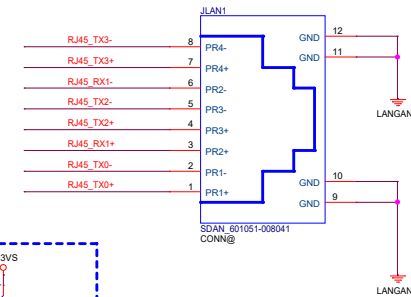 JLAN1
RJ45_TX3- 8 PR4- GND 12
RJ45_TX3+ 7 PR4+ GND 11
RJ45_RX1- 6 PR2-
RJ45_TX2- 5 PR3-
LANGAN
RJ45_TX2+ 4 PR3+
RJ45_RX1+ 3 PR2+
RJ45_TX0- 2 PR1- GND 10
RJ45_TX0+ 1 PR1+ GND 9
SDAN_601051-008041
CONN@
3VS
LANGAN